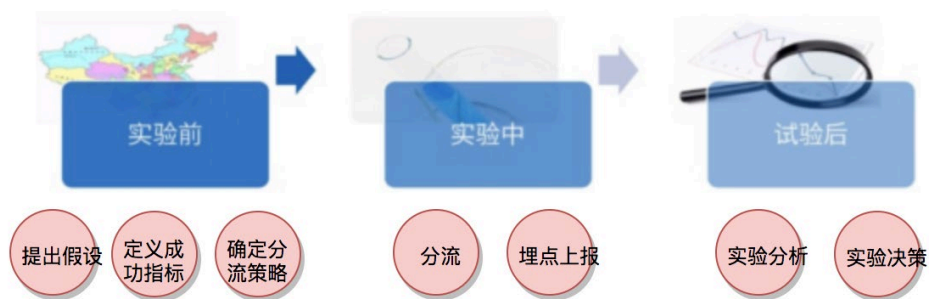 实验前
实验中
试验后
提出假设
定义成
功指标
确定分
流策略
分流
埋点上报
实验分析
实验决策